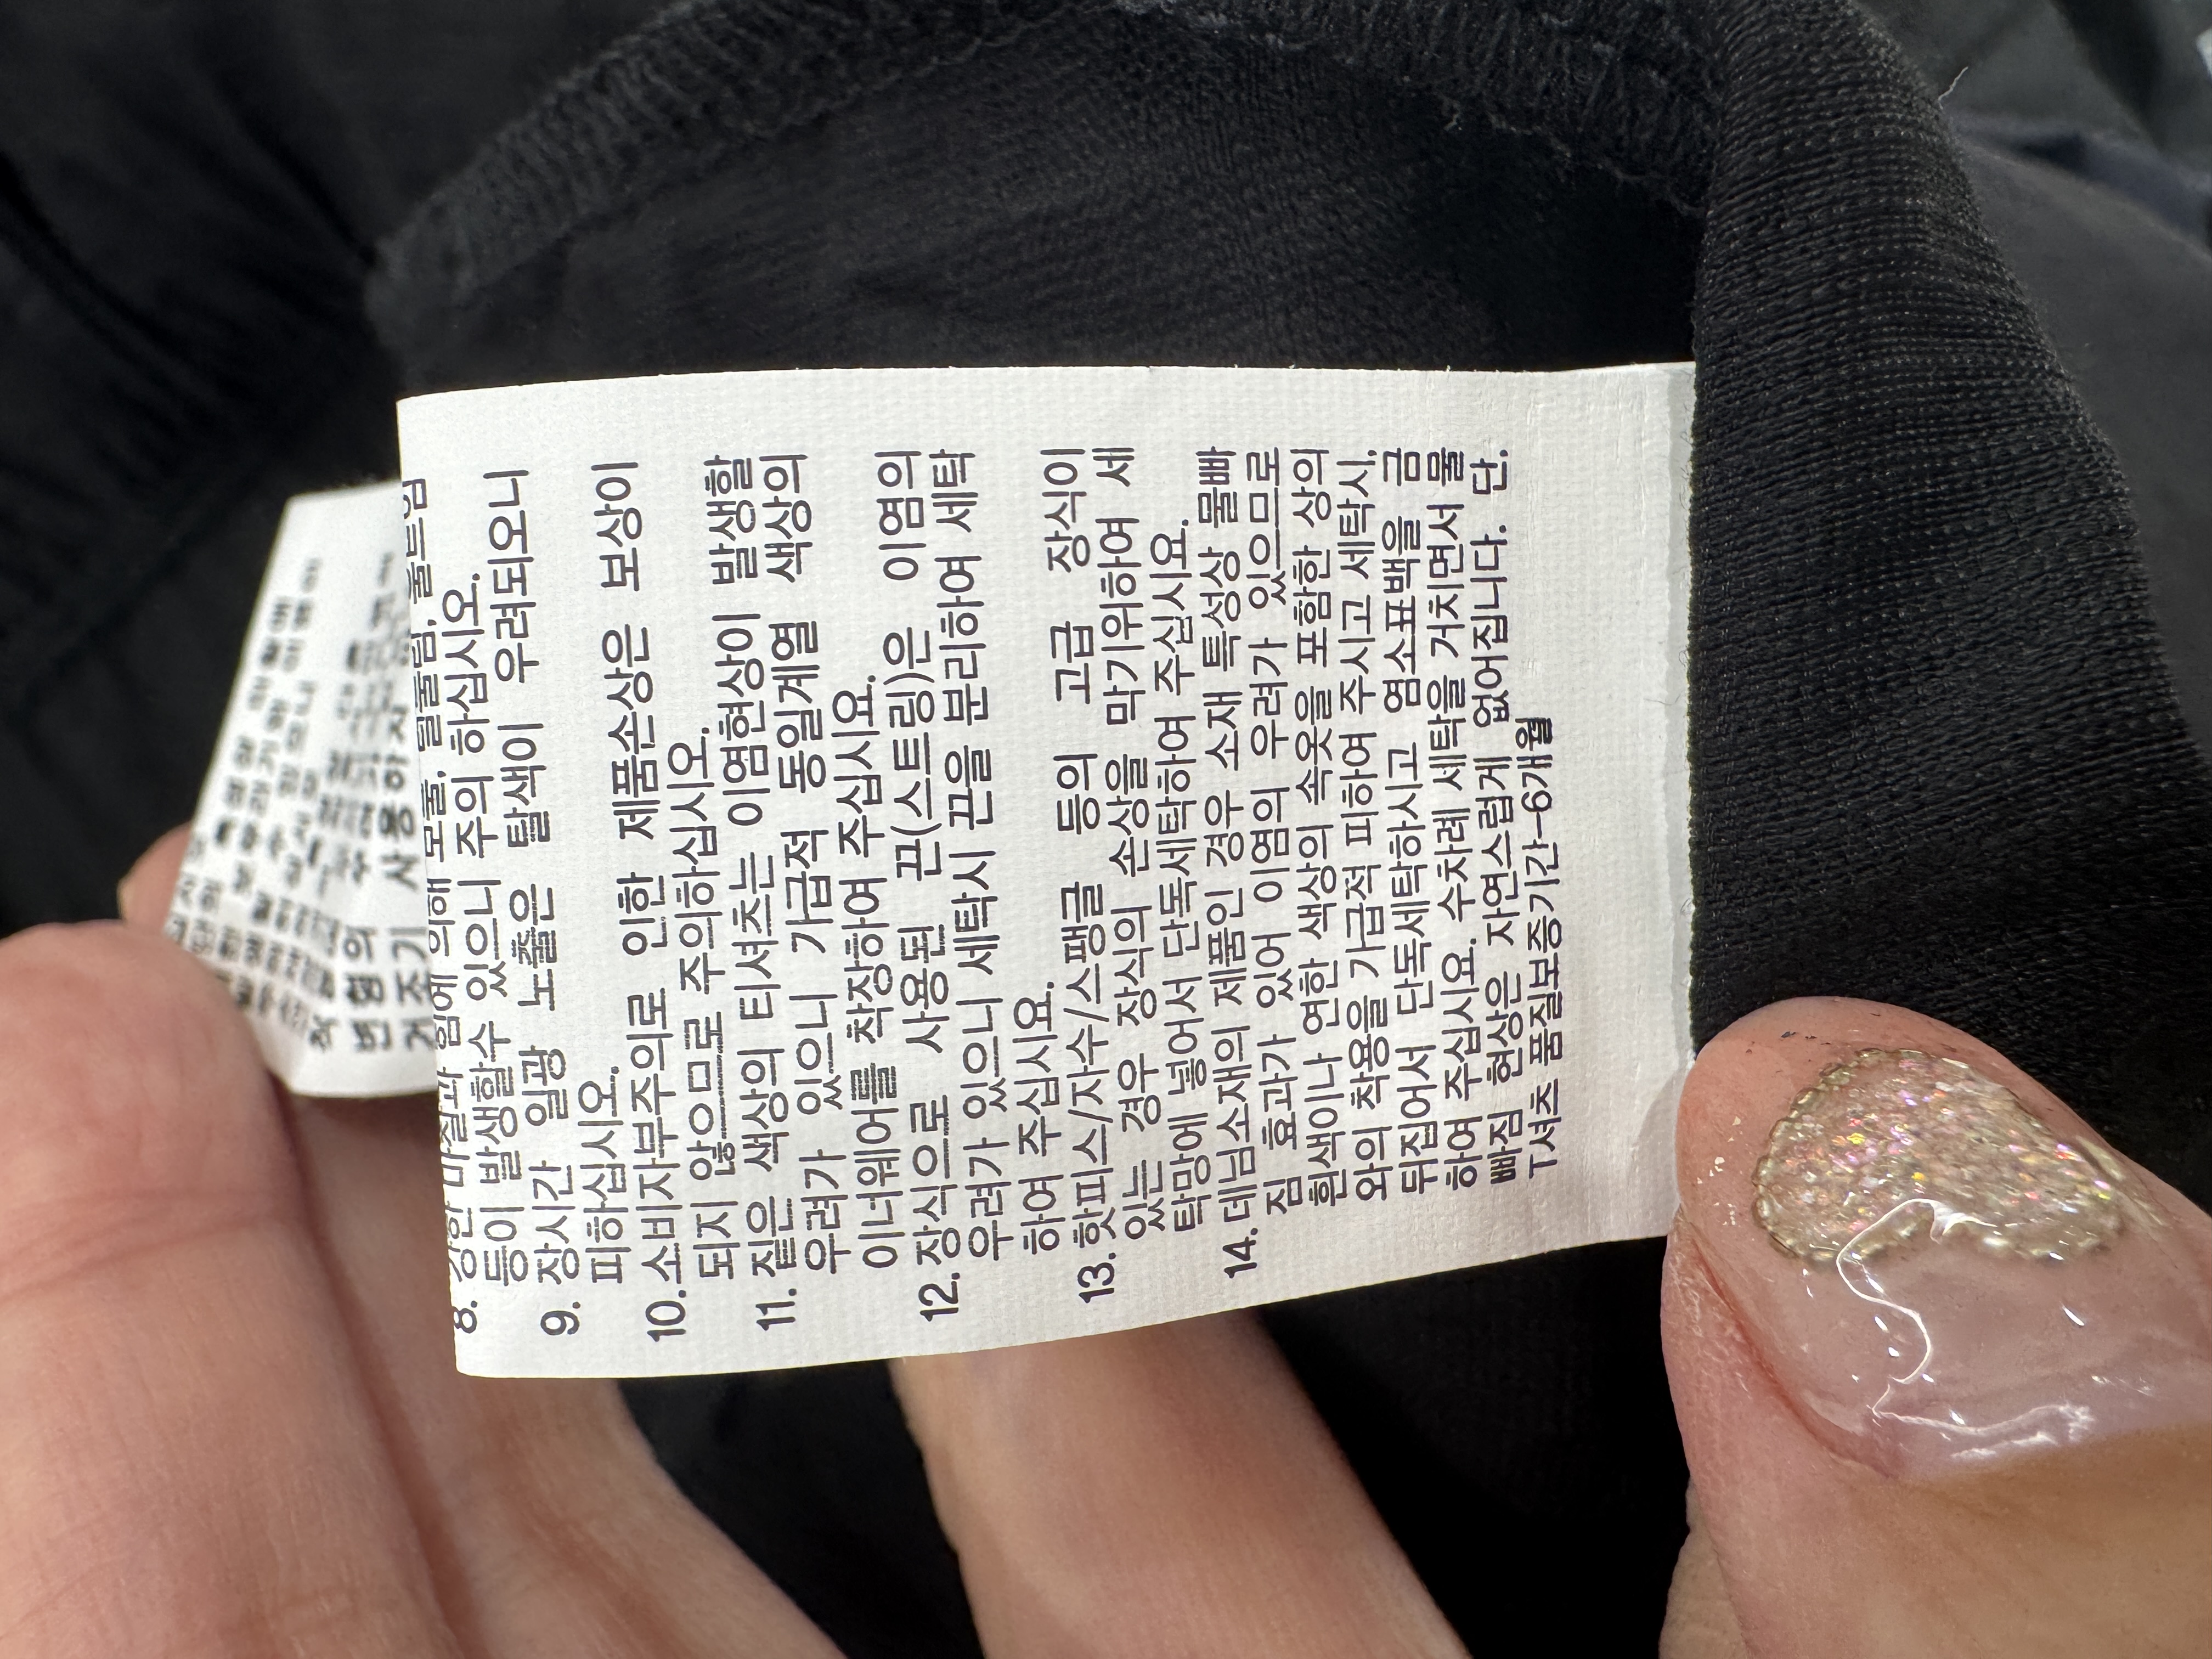 8. 강한 마찰과 힘에 의해 보풀, 털풀림, 올트임
등이 발생할수 있으니 주의 하십시오.
9. 장시간 일광 노출은 탈색이 우려되오니
피하십시오.
10. 소비자부주의로 인한 제품손상은 보상이
되지 않으므로 주의하십시오.
11. 짙은 색상의 티셔츠는 이염현상이 발생할
우려가 있으니 가급적 동일계열 색상의
이너웨어를 착장하여 주십시요.
12. 장식으로 사용된 끈(스트링)은 이염의
우려가 있으니 세탁시 끈을 분리하여 세탁
하여 주십시요.
13. 핫피스/자수/스팽글 등의 고급 장식이
있는 경우 장식의 손상을 막기위하여 세
탁망에 넣어서 단독세탁하여 주십시요.
14. 데님소재의 제품인 경우 소재 특성상 물빠
짐 효과가 있어 이염의 우려가 있으므로
흰색이나 연한 색상의 속옷을 포함한 상의
와의 착용을 가급적 피하여 주시고 세탁시,
뒤집어서 단독세탁하시고 염소표백을 금
하여 주십시요. 수차례 세탁을 거치면서 물
빠짐 현상은 자연스럽게 없어집니다. 단,
T셔츠 품질보증기간-6개월